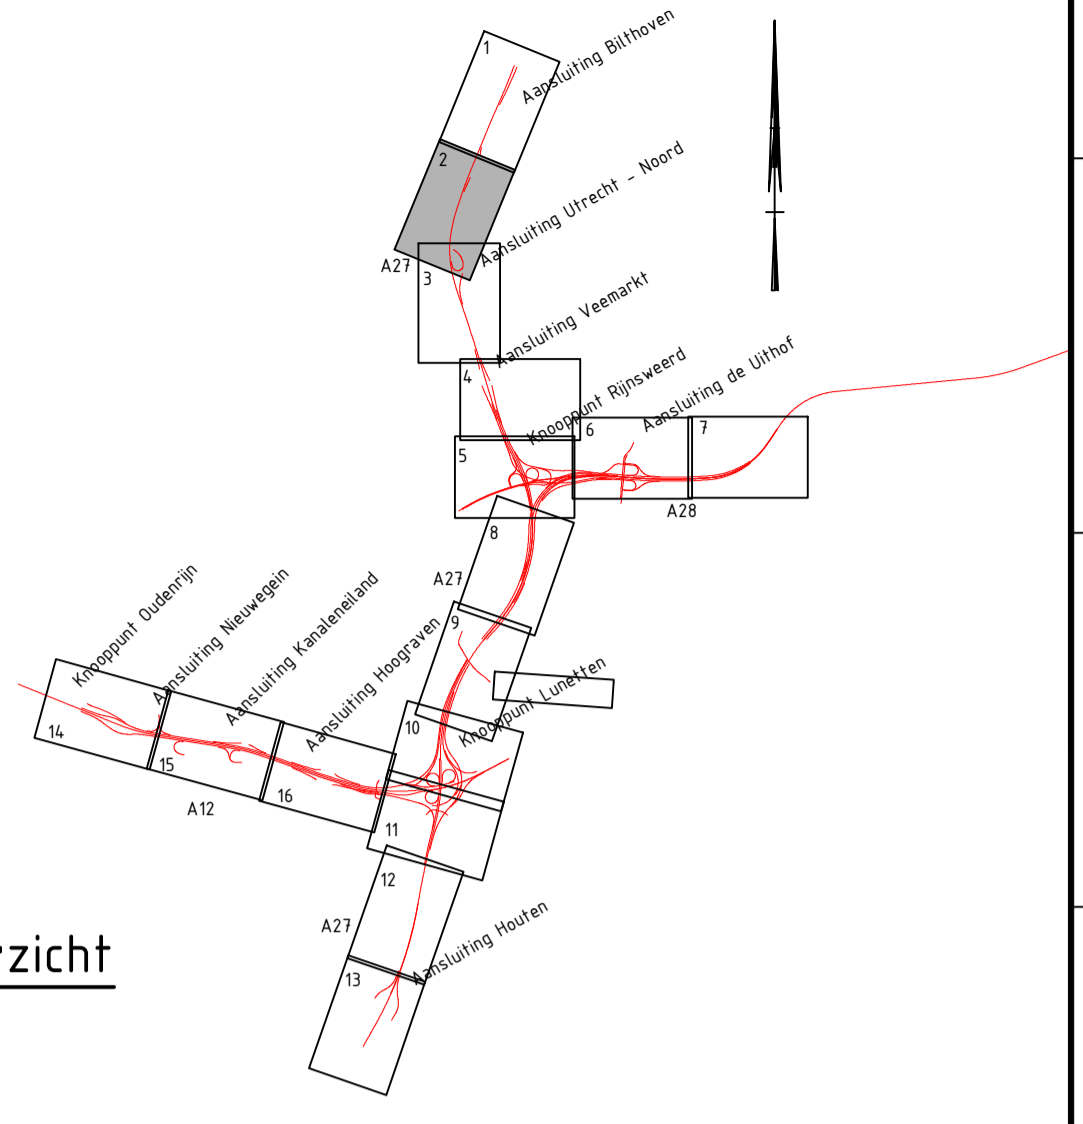 1
Aansluiting Bilthoven
2
Aansluiting Utrecht - Noord
A27
3
Aansluiting Veemarkt
4
Knooppunt Rijnsweerd
Aansluiting de Uithof
5
6
7
A28
8
A27
9
Knooppunt Oudenrijn
Aansluiting Nieuwegein
Aansluiting Kanaleneiland
Aansluiting Hoograven
Knooppunt Lunetten
10
14
15
16
A12
11
12
A27
Aansluiting Houten
13
rzicht